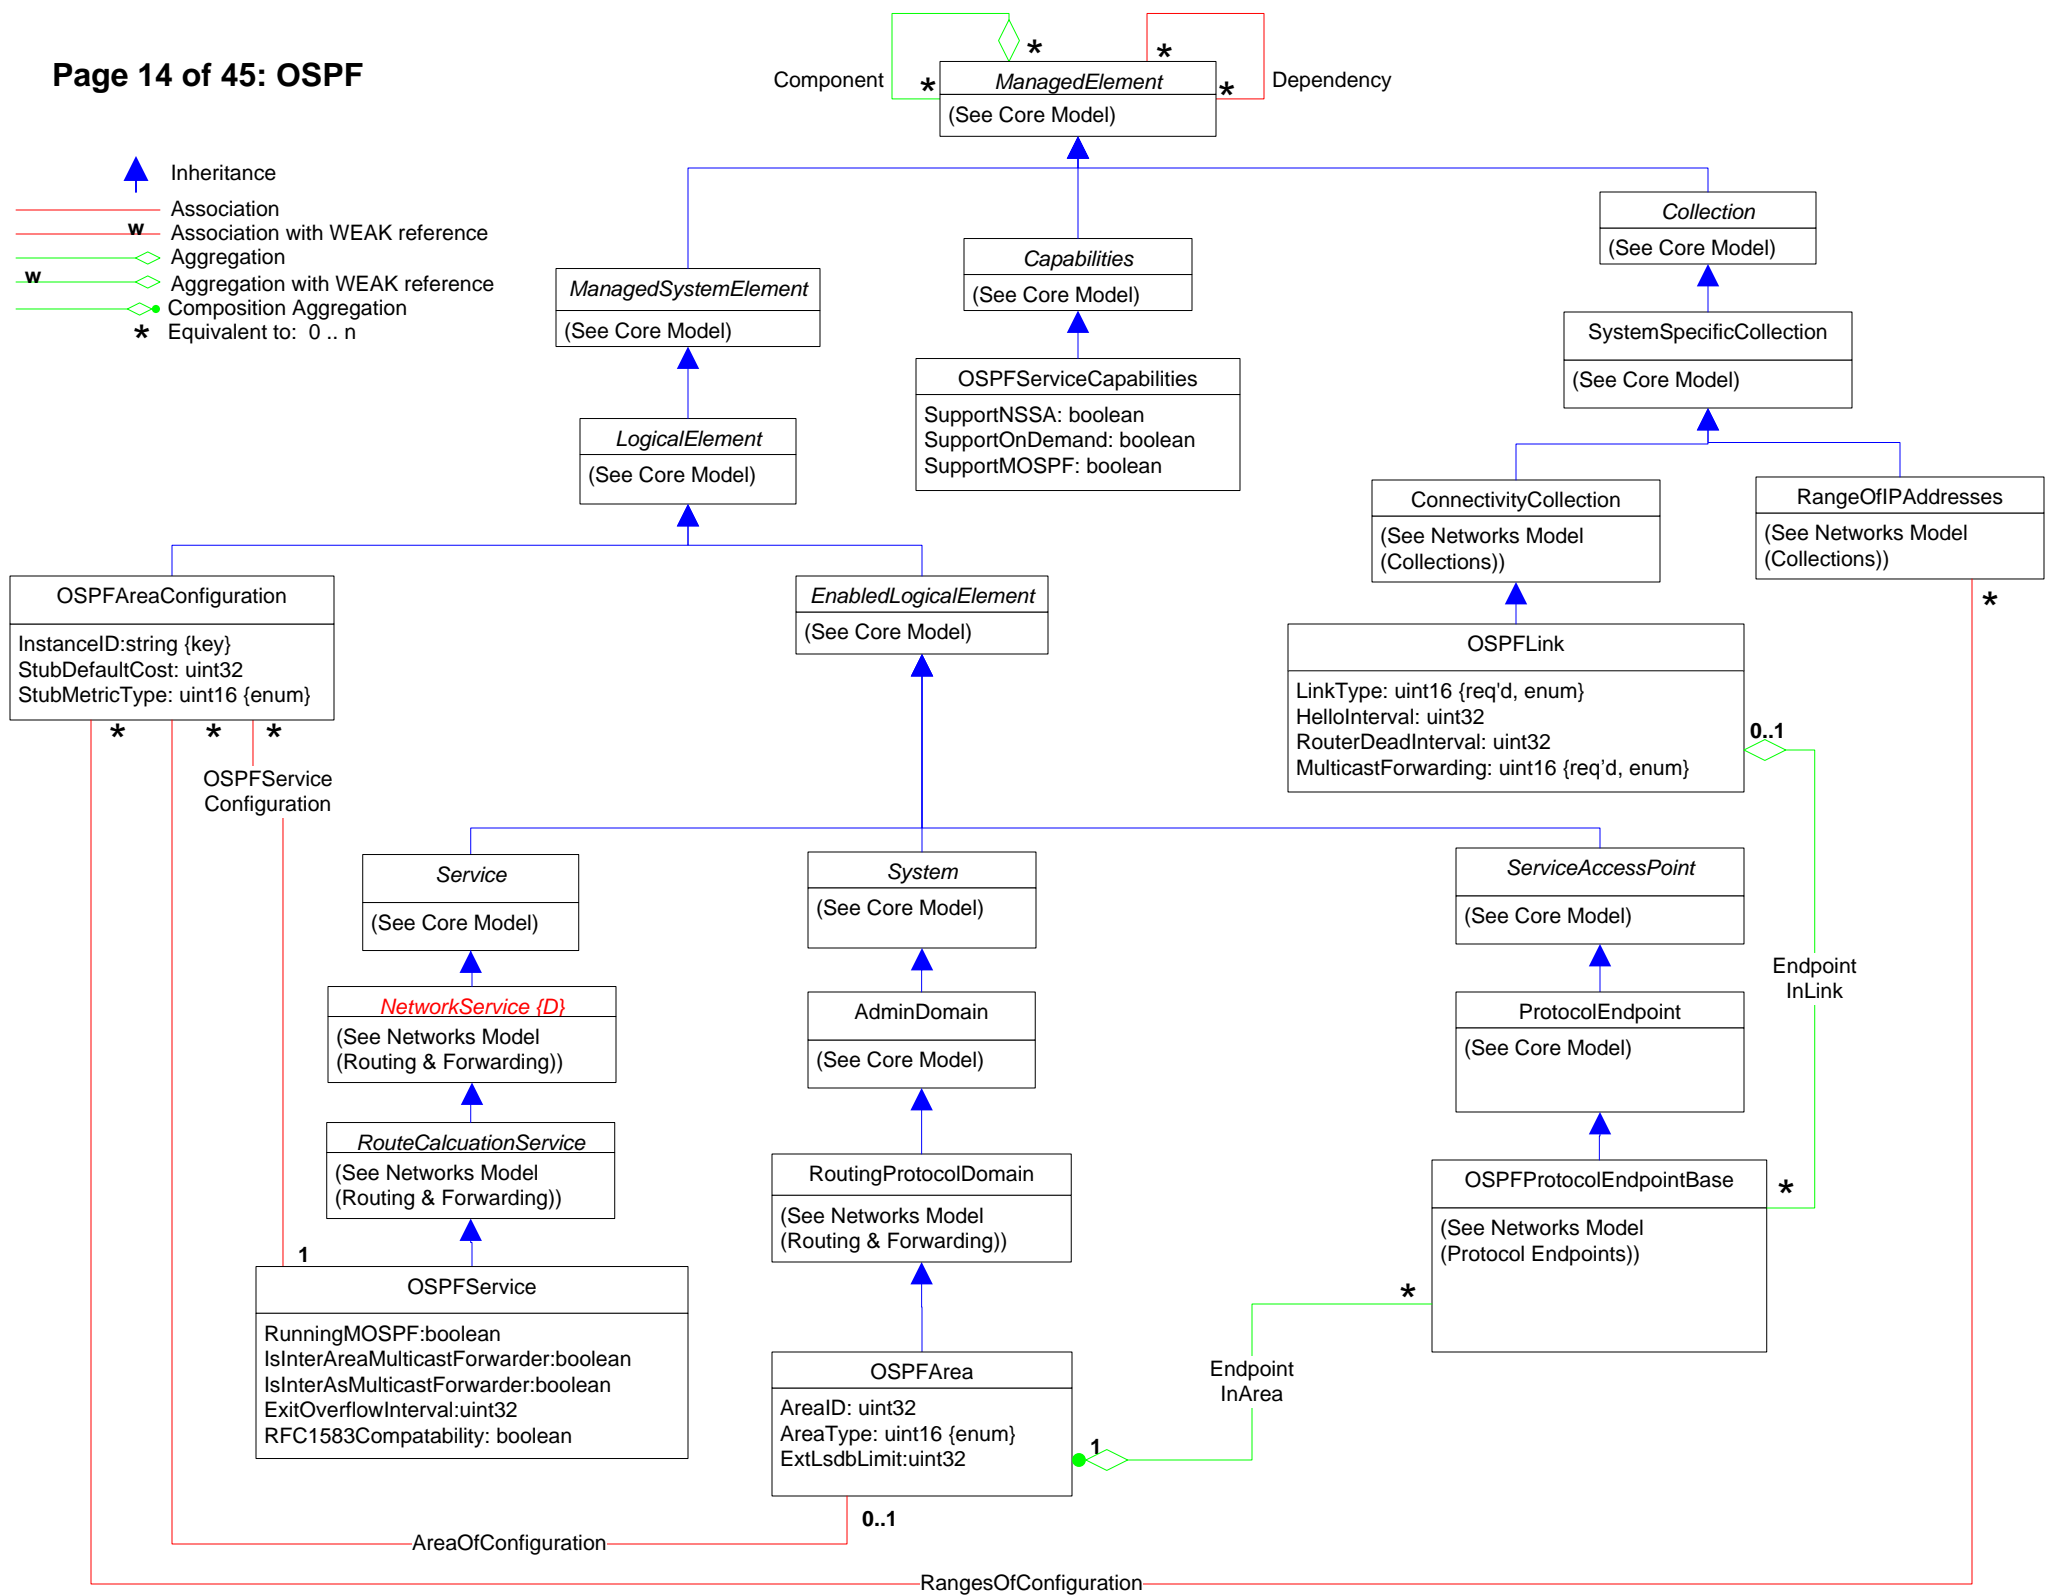 Page 14 of 45: OSPF
Inheritance
Association
w
Association with WEAK reference
Aggregation
w
Aggregation with WEAK reference
Composition Aggregation
* Equivalent to: 0 .. n
Component
*
*
ManagedElement
(See Core Model)
*
*
Dependency
ManagedSystemElement
(See Core Model)
Capabilities
(See Core Model)
Collection
(See Core Model)
SystemSpecificCollection
(See Core Model)
OSPFServiceCapabilities
SupportNSSA: boolean
SupportOnDemand: boolean
SupportMOSPF: boolean
LogicalElement
(See Core Model)
ConnectivityCollection
(See Networks Model
(Collections))
RangeOfIPAddresses
(See Networks Model
(Collections))
*
OSPFAreaConfiguration
InstanceID:string {key}
StubDefaultCost: uint32
StubMetricType: uint16 {enum}
*
*
*
OSPFService
Configuration
EnabledLogicalElement
(See Core Model)
OSPFLink
LinkType: uint16 {req'd, enum}
HelloInterval: uint32
RouterDeadInterval: uint32
MulticastForwarding: uint16 {req’d, enum}
0..1
Service
(See Core Model)
System
(See Core Model)
ServiceAccessPoint
(See Core Model)
Endpoint
InLink
NetworkService {D}
(See Networks Model
(Routing & Forwarding))
AdminDomain
(See Core Model)
ProtocolEndpoint
(See Core Model)
RouteCalcuationService
(See Networks Model
(Routing & Forwarding))
RoutingProtocolDomain
(See Networks Model
(Routing & Forwarding))
OSPFProtocolEndpointBase
(See Networks Model
(Protocol Endpoints))
*
*
1
OSPFService
RunningMOSPF:boolean
IsInterAreaMulticastForwarder:boolean
IsInterAsMulticastForwarder:boolean
ExitOverflowInterval:uint32
RFC1583Compatability: boolean
OSPFArea
AreaID: uint32
AreaType: uint16 {enum}
ExtLsdbLimit:uint32
1
Endpoint
InArea
0..1
AreaOfConfiguration
RangesOfConfiguration